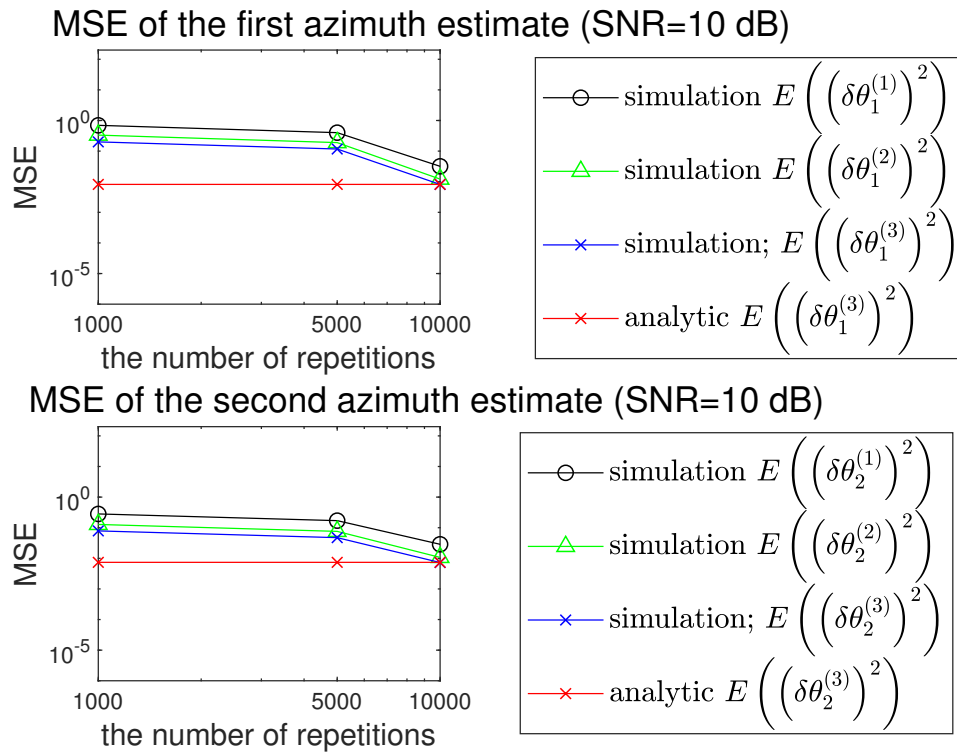 MSE of the first azimuth estimate (SNR=10 dB)
MSE
10^0
10^-5
1000 5000 10000
the number of repetitions
simulation E((δθ_1^(1))^2)
simulation E((δθ_1^(2))^2)
simulation; E((δθ_1^(3))^2)
analytic E((δθ_1^(3))^2)
MSE of the second azimuth estimate (SNR=10 dB)
MSE
10^0
10^-5
1000 5000 10000
the number of repetitions
simulation E((δθ_2^(1))^2)
simulation E((δθ_2^(2))^2)
simulation; E((δθ_2^(3))^2)
analytic E((δθ_2^(3))^2)